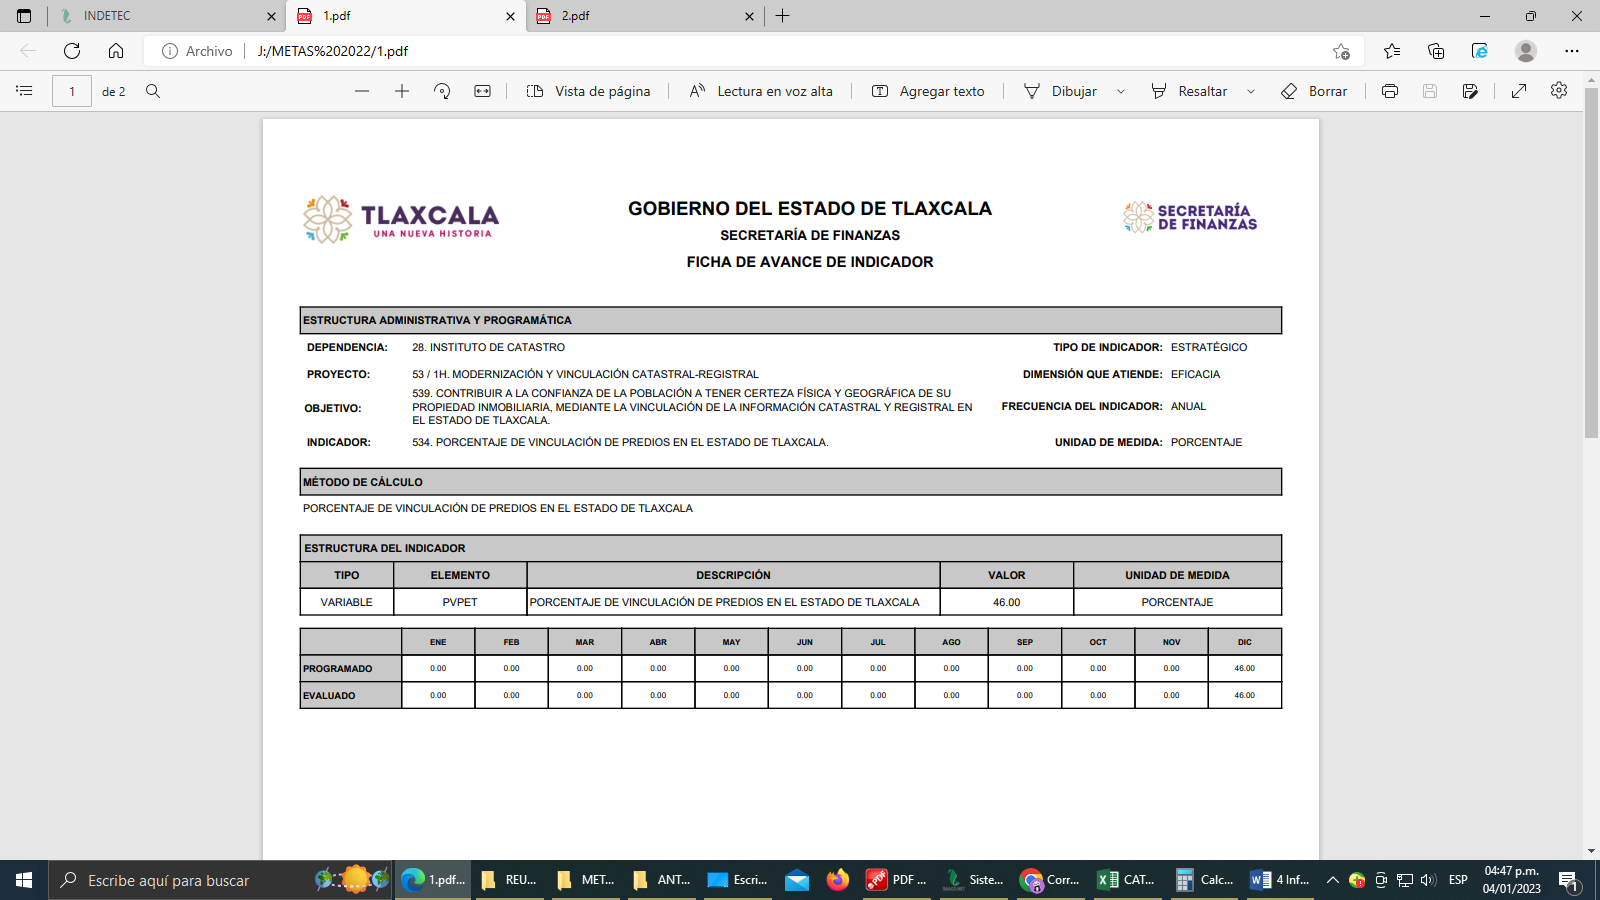 INDETEC
1.pdf
2.pdf
Archivo
J:/METAS%202022/1.pdf
1
de 2
Vista de página
Lectura en voz alta
Agregar texto
Dibujar
Resaltar
Borrar
TLAXCALA
UNA NUEVA HISTORIA
GOBIERNO DEL ESTADO DE TLAXCALA
SECRETARÍA DE FINANZAS
FICHA DE AVANCE DE INDICADOR
SECRETARÍA
DE FINANZAS
ESTRUCTURA ADMINISTRATIVA Y PROGRAMÁTICA
DEPENDENCIA: 28. INSTITUTO DE CATASTRO TIPO DE INDICADOR: ESTRATÉGICO
PROYECTO: 53 / 1H. MODERNIZACIÓN Y VINCULACIÓN CATASTRAL-REGISTRAL DIMENSIÓN QUE ATIENDE: EFICACIA
OBJETIVO: 539. CONTRIBUIR A LA CONFIANZA DE LA POBLACIÓN A TENER CERTEZA FÍSICA Y GEOGRÁFICA DE SU
PROPIEDAD INMOBILIARIA, MEDIANTE LA VINCULACIÓN DE LA INFORMACIÓN CATASTRAL Y REGISTRAL EN
EL ESTADO DE TLAXCALA.
FRECUENCIA DEL INDICADOR: ANUAL
INDICADOR: 534. PORCENTAJE DE VINCULACIÓN DE PREDIOS EN EL ESTADO DE TLAXCALA. UNIDAD DE MEDIDA: PORCENTAJE
MÉTODO DE CÁLCULO
PORCENTAJE DE VINCULACIÓN DE PREDIOS EN EL ESTADO DE TLAXCALA
ESTRUCTURA DEL INDICADOR
TIPO ELEMENTO DESCRIPCIÓN VALOR UNIDAD DE MEDIDA
VARIABLE PVPET PORCENTAJE DE VINCULACIÓN DE PREDIOS EN EL ESTADO DE TLAXCALA 46.00 PORCENTAJE
ENE FEB MAR ABR MAY JUN JUL AGO SEP OCT NOV DIC
PROGRAMADO 0.00 0.00 0.00 0.00 0.00 0.00 0.00 0.00 0.00 0.00 0.00 46.00
EVALUADO 0.00 0.00 0.00 0.00 0.00 0.00 0.00 0.00 0.00 0.00 0.00 46.00
Escribe aquí para buscar
1.pdf...
REU...
MET...
ANT...
Escri...
PDF ...
Siste...
Corr...
CAT...
Calc...
4 Inf...
ESP
04:47 p.m.
04/01/2023
1